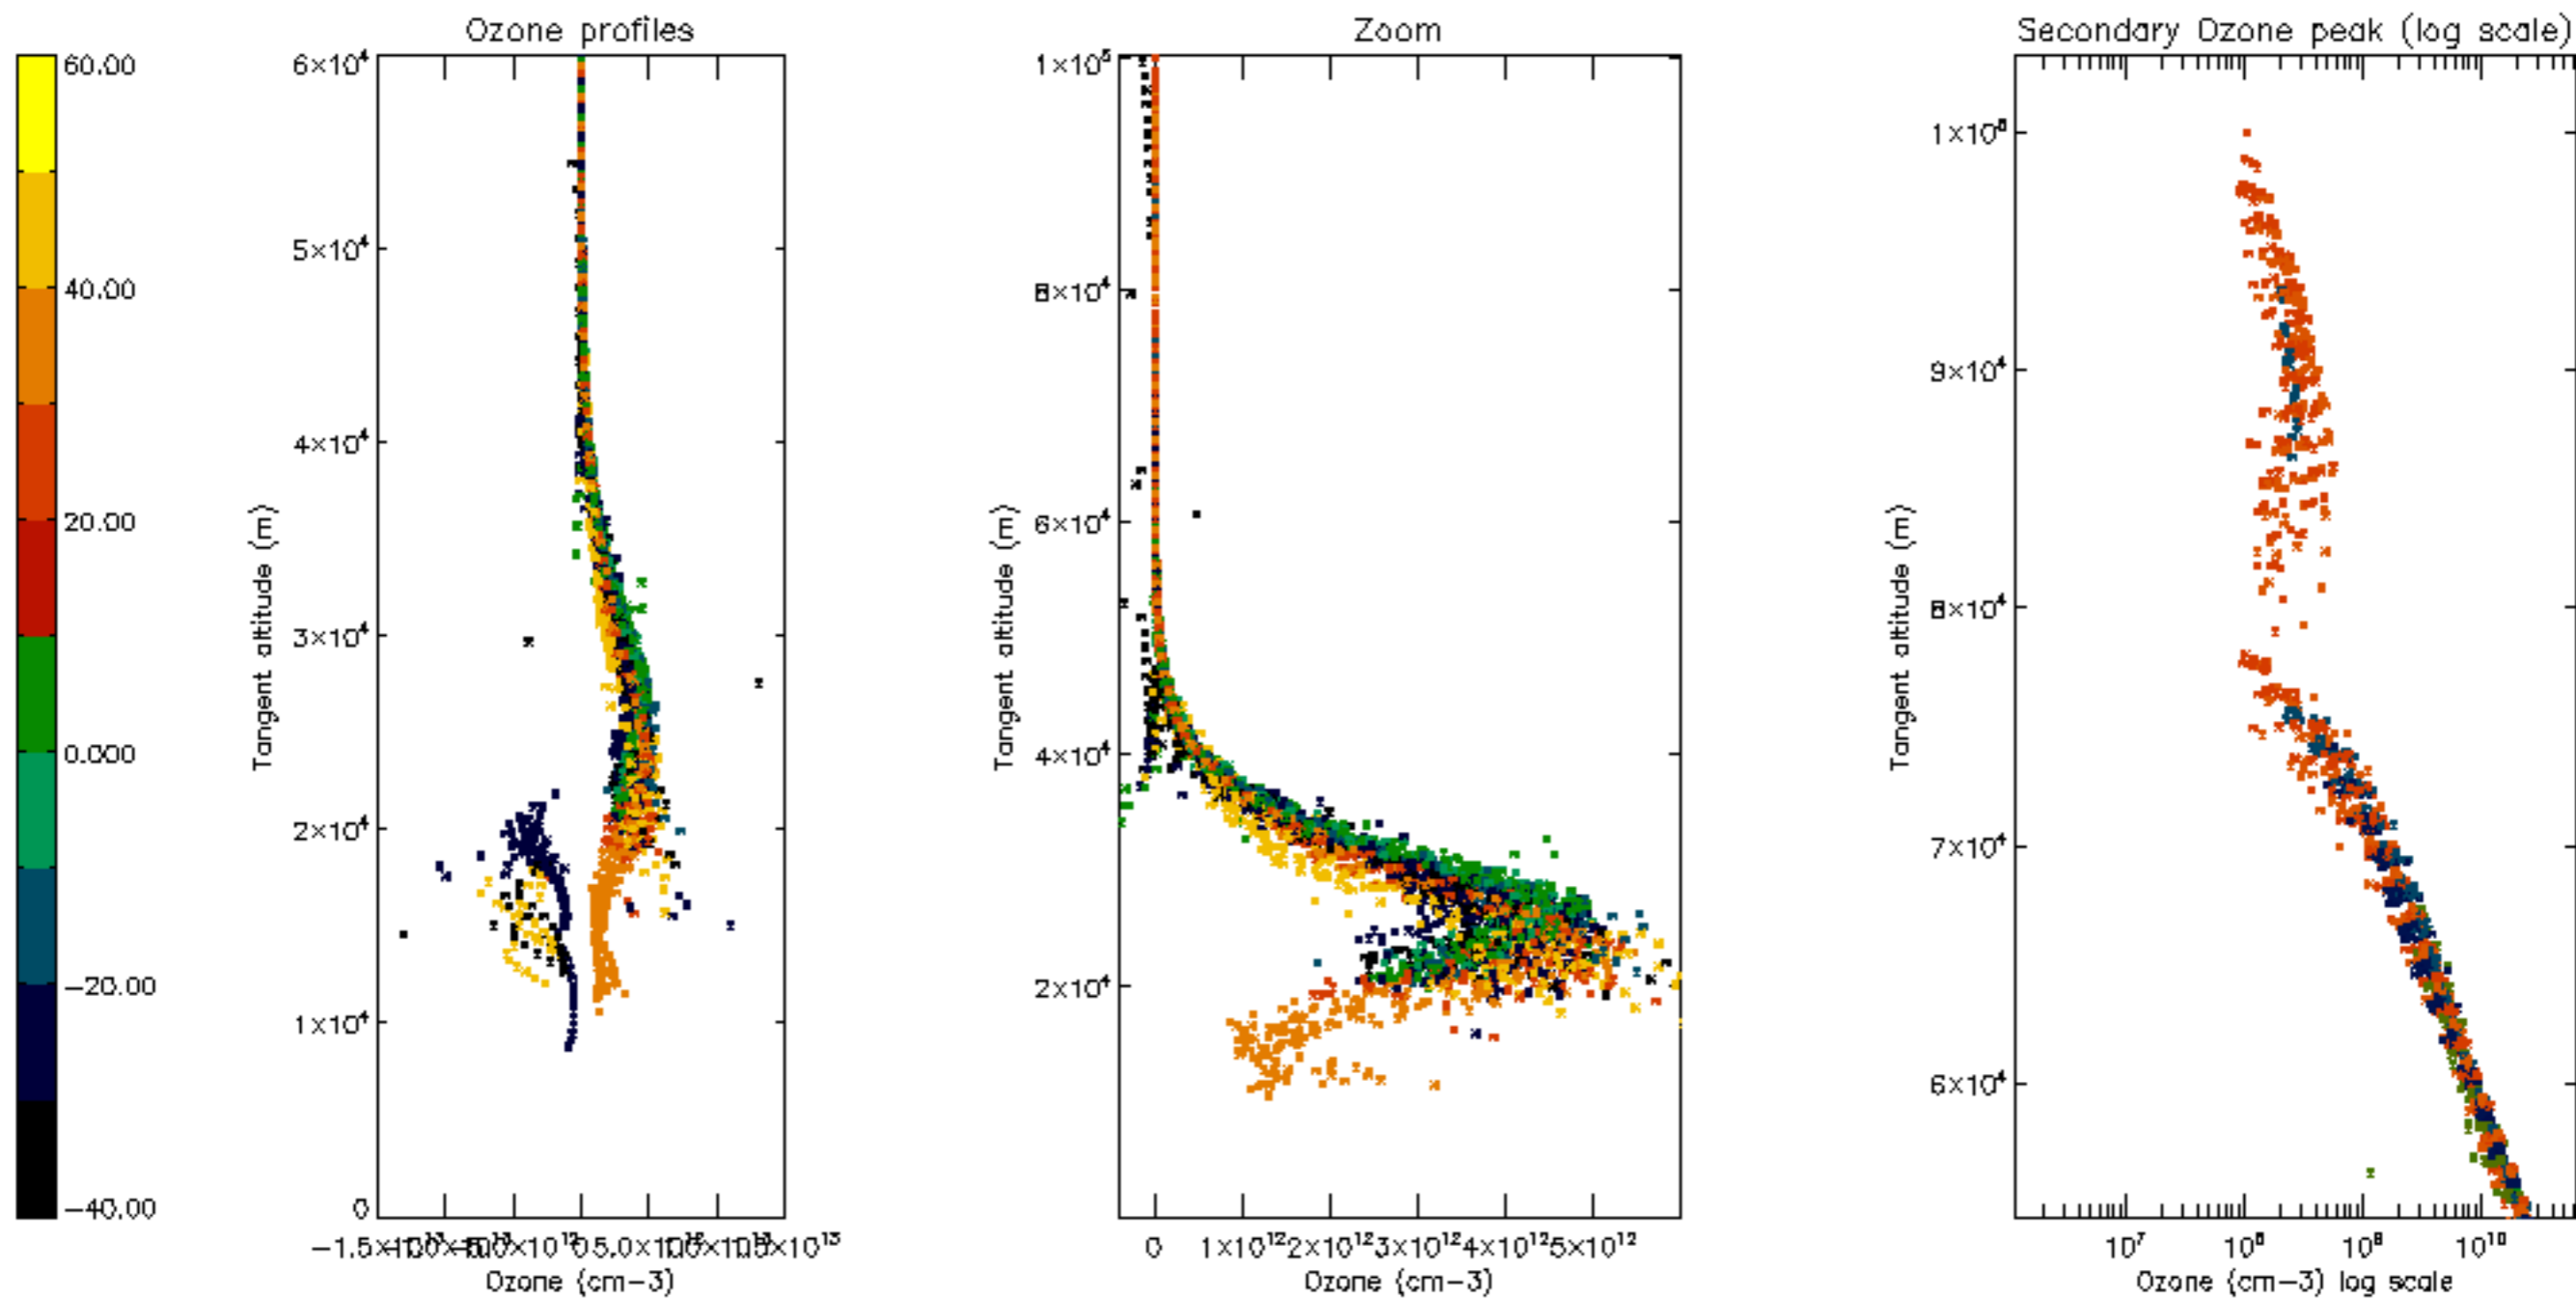 Ozone profiles
Zoom
Secondary Ozone peak (log scale)
60.00
40.00
20.00
0.000
−20.00
−40.00
6×10⁴
5×10⁴
4×10⁴
3×10⁴
2×10⁴
1×10⁴
0
Tangent altitude (m)
5.0×10¹²
Ozone (cm−3)
1×10⁵
8×10⁴
6×10⁴
4×10⁴
2×10⁴
Tangent altitude (m)
0 1×10¹² 2×10¹² 3×10¹² 4×10¹² 5×10¹²
Ozone (cm−3)
9×10⁴
8×10⁴
7×10⁴
6×10⁴
Tangent altitude (m)
10⁷ 10⁸ 10⁹ 10¹⁰
Ozone (cm−3) log scale